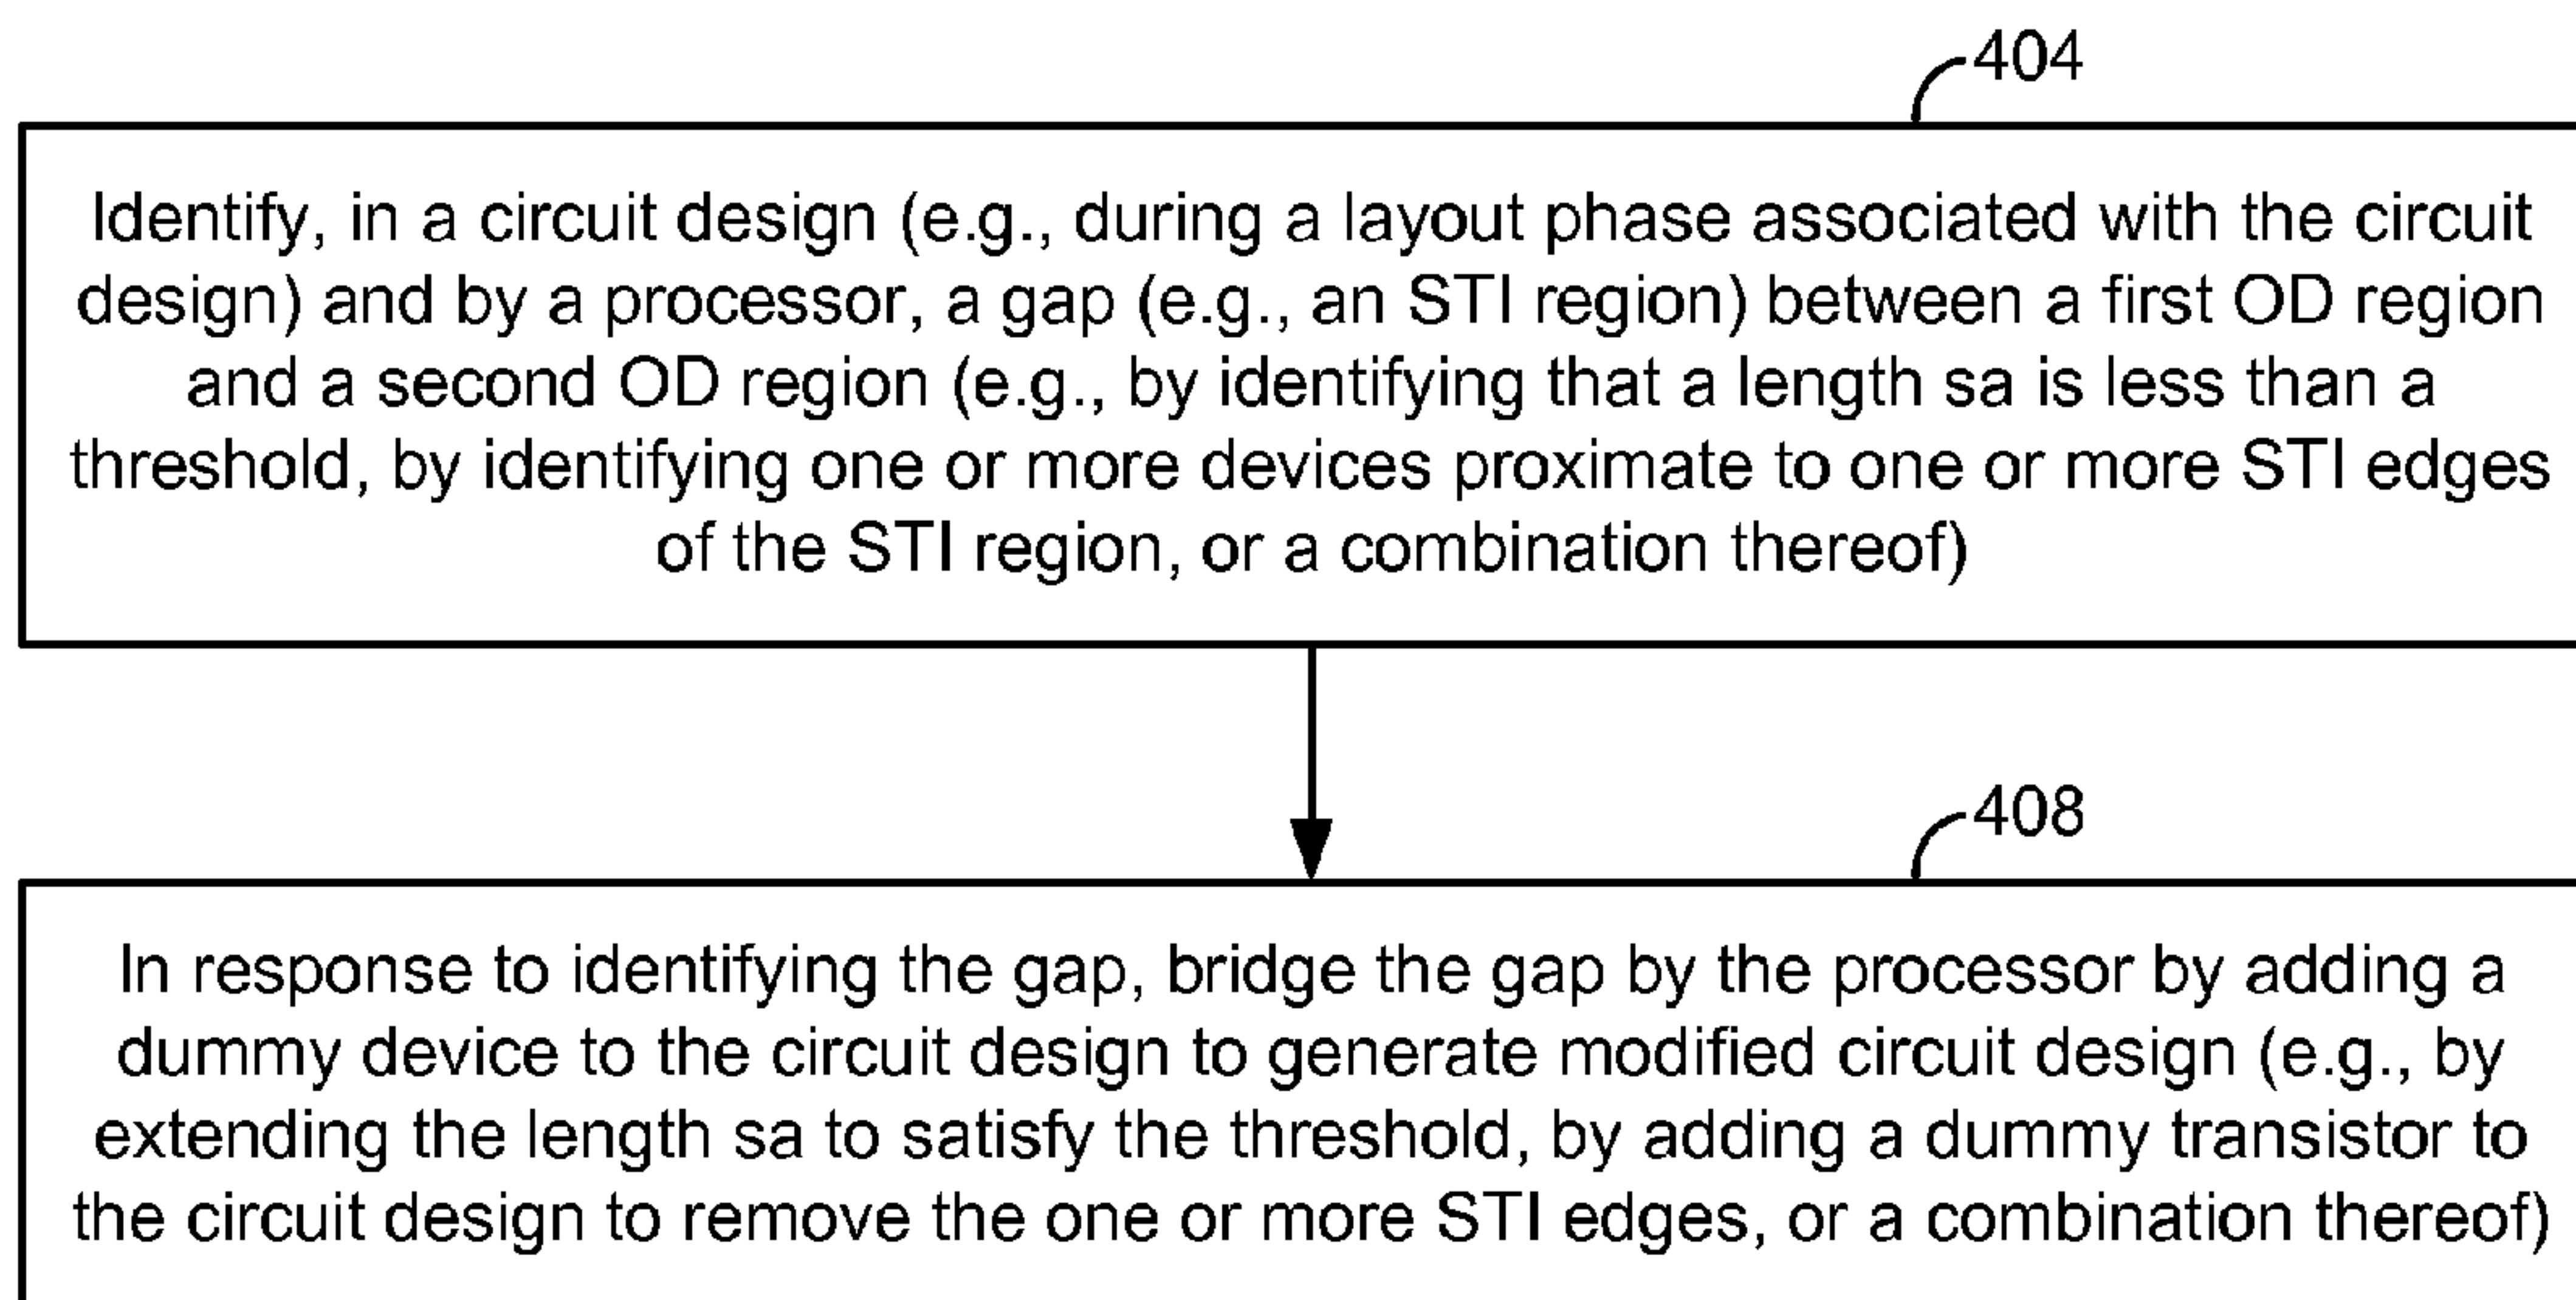 404
Identify, in a circuit design (e.g., during a layout phase associated with the circuit
design) and by a processor, a gap (e.g., an STI region) between a first OD region
and a second OD region (e.g., by identifying that a length sa is less than a
threshold, by identifying one or more devices proximate to one or more STI edges
of the STI region, or a combination thereof)
408
In response to identifying the gap, bridge the gap by the processor by adding a
dummy device to the circuit design to generate modified circuit design (e.g., by
extending the length sa to satisfy the threshold, by adding a dummy transistor to
the circuit design to remove the one or more STI edges, or a combination thereof)